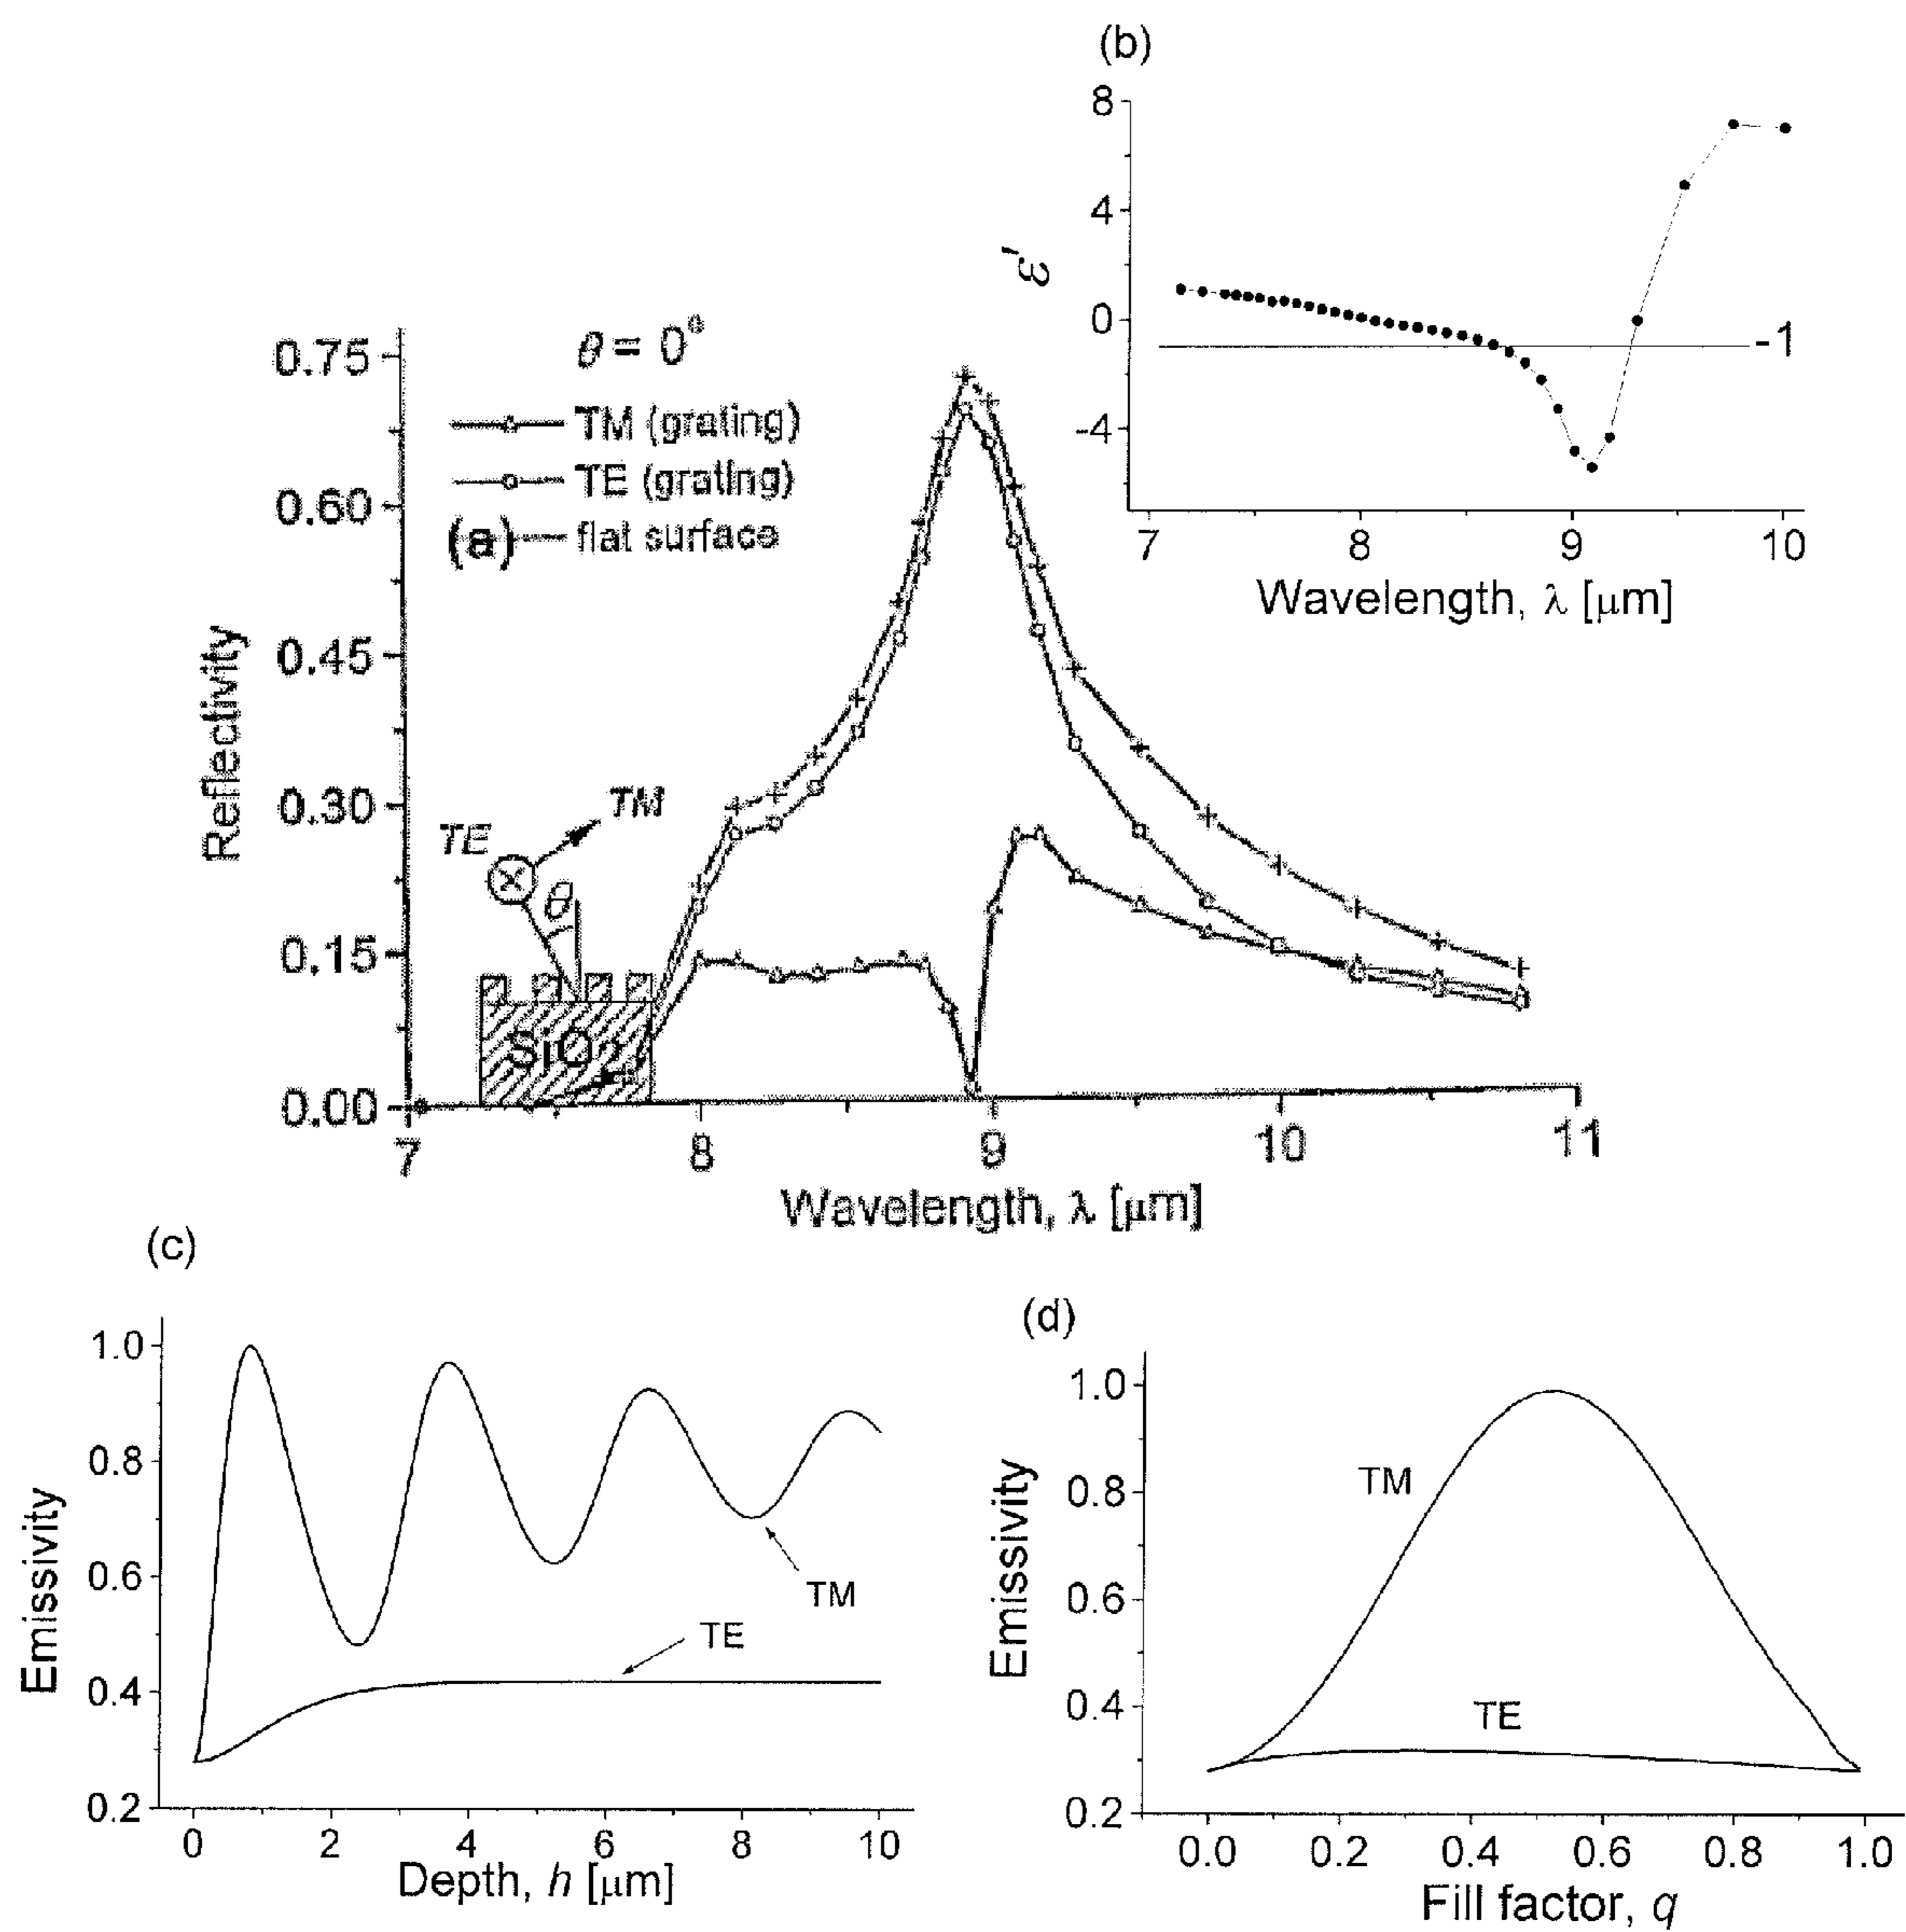 (b)
8
4
0
-4
-1
ε'
7 8 9 10
Wavelength, λ [μm]
θ = 0°
TM (grating)
TE (grating)
flat surface
(a)
0.75
0.60
0.45
0.30
0.15
0.00
Reflectivity
TE
TM
θ
SiO₂
7 8 9 10 11
Wavelength, λ [μm]
(c)
1.0
0.8
0.6
0.4
0.2
Emissivity
TM
TE
0 2 4 6 8 10
Depth, h [μm]
(d)
1.0
0.8
0.6
0.4
0.2
Emissivity
TM
TE
0.0 0.2 0.4 0.6 0.8 1.0
Fill factor, q